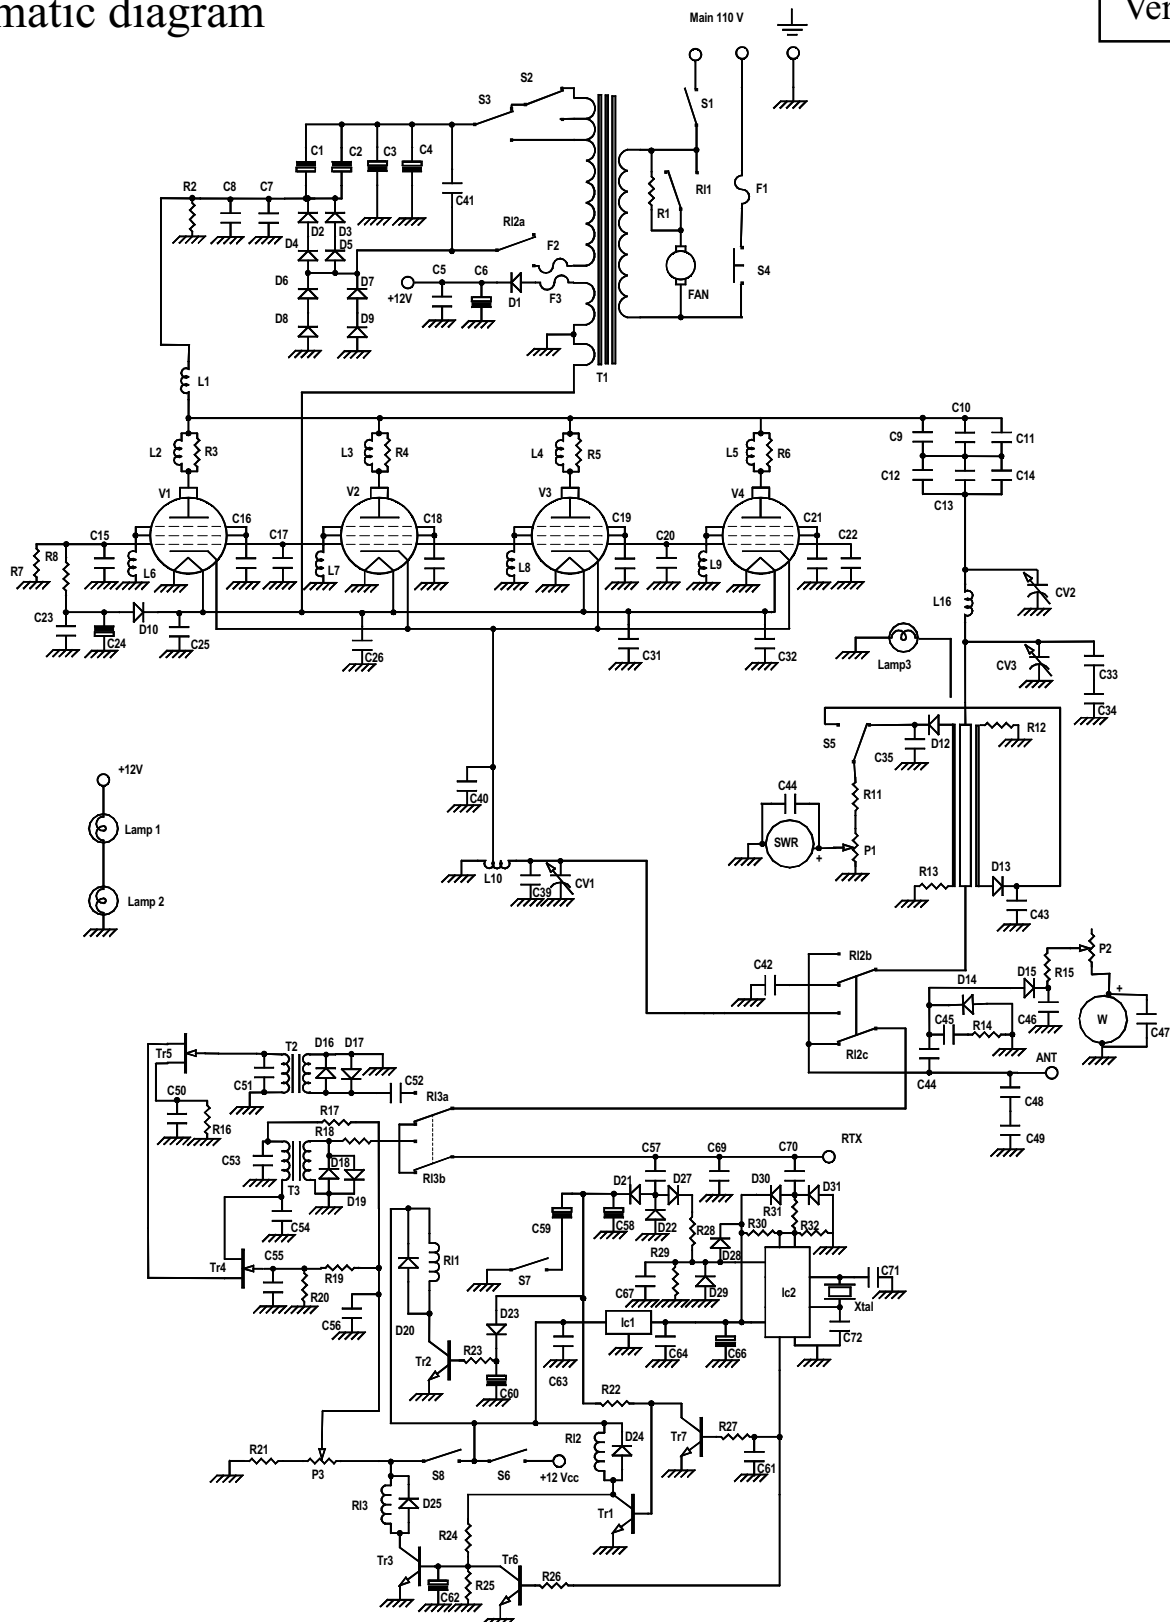 matic diagram
Ver
Main 110 V
S2
S3
S1
C1
C2
C3
C4
R2
C8
C7
C41
Rl1
F1
R1
D2
D3
D4
D5
Rl2a
F2
D6
D7
C5
C6
+12V
D1
F3
FAN
S4
D8
D9
T1
L1
C10
C9
C11
L2
R3
L3
R4
L4
R5
L5
R6
C12
C14
V1
V2
V3
V4
C13
C15
C16
C17
C18
C19
C20
C21
C22
R8
R7
L6
L7
L8
L9
L16
CV2
C23
C24
D10
C25
C26
C31
C32
Lamp3
CV3
C33
C34
S5
C35
D12
R12
+12V
C40
C44
R11
Lamp 1
SWR
+
P1
L10
C39
CV1
R13
D13
Lamp 2
C43
Rl2b
P2
C42
D14
D15
R15
+
C45
R14
C46
W
C47
Tr5
T2
D16
D17
Rl2c
ANT
C51
C52
C44
C50
Rl3a
C48
R16
R17
R18
C49
C53
D18
RTX
T3
D19
Rl3b
C57
C69
C70
D21
D27
D30
D31
C54
C59
C58
D22
R28
R31
R30
R32
Tr4
C55
Rl1
R29
D28
R19
S7
R20
C67
D29
Ic2
C71
Xtal
C56
D20
D23
Ic1
C72
Tr2
R23
C63
C64
C66
C60
R22
R21
Rl2
D24
Tr7
R27
P3
S8
S6
+12 Vcc
C61
Rl3
D25
Tr1
R24
Tr3
Tr6
C62
R25
R26